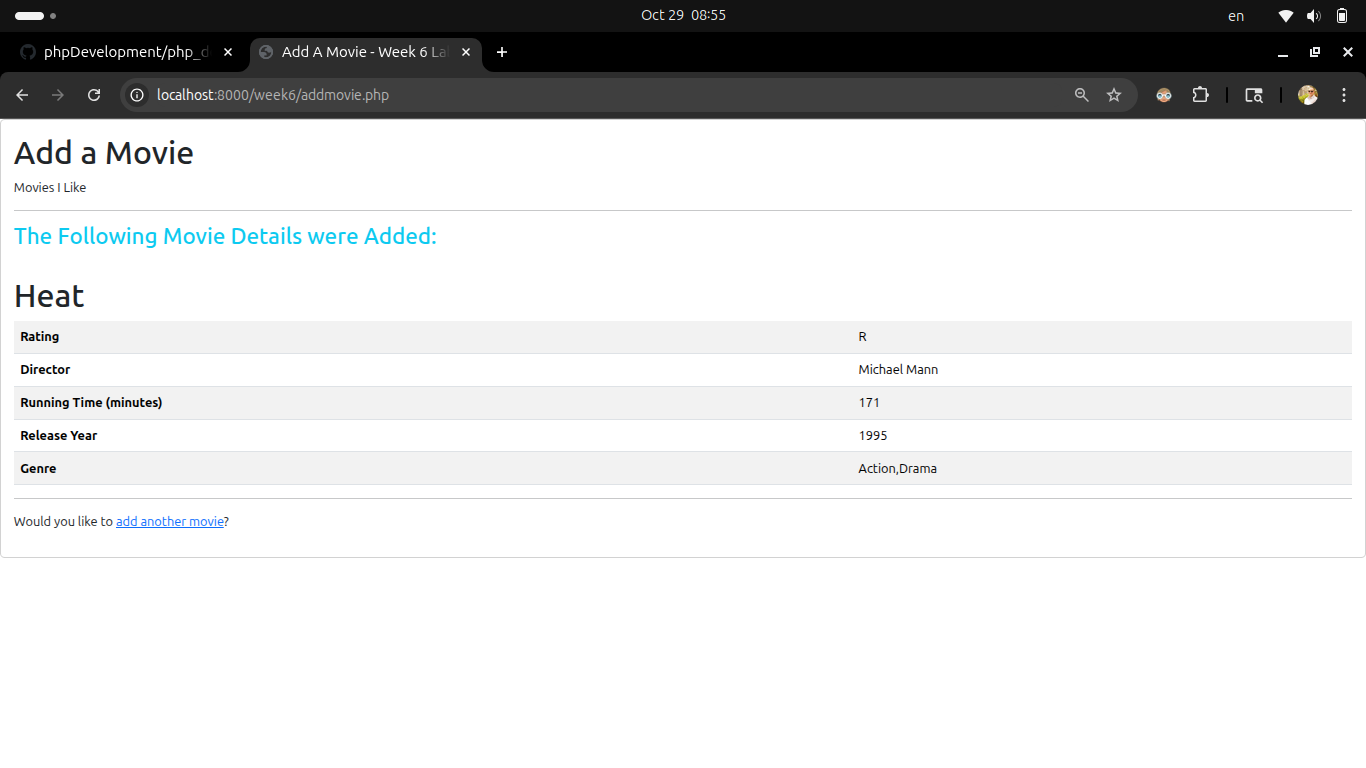 Oct 29 08:55
en
phpDevelopment/php_d
Add A Movie - Week 6 La
localhost:8000/week6/addmovie.php
Add a Movie
Movies I Like
The Following Movie Details were Added:
Heat
Rating R
Director Michael Mann
Running Time (minutes) 171
Release Year 1995
Genre Action,Drama
Would you like to add another movie?